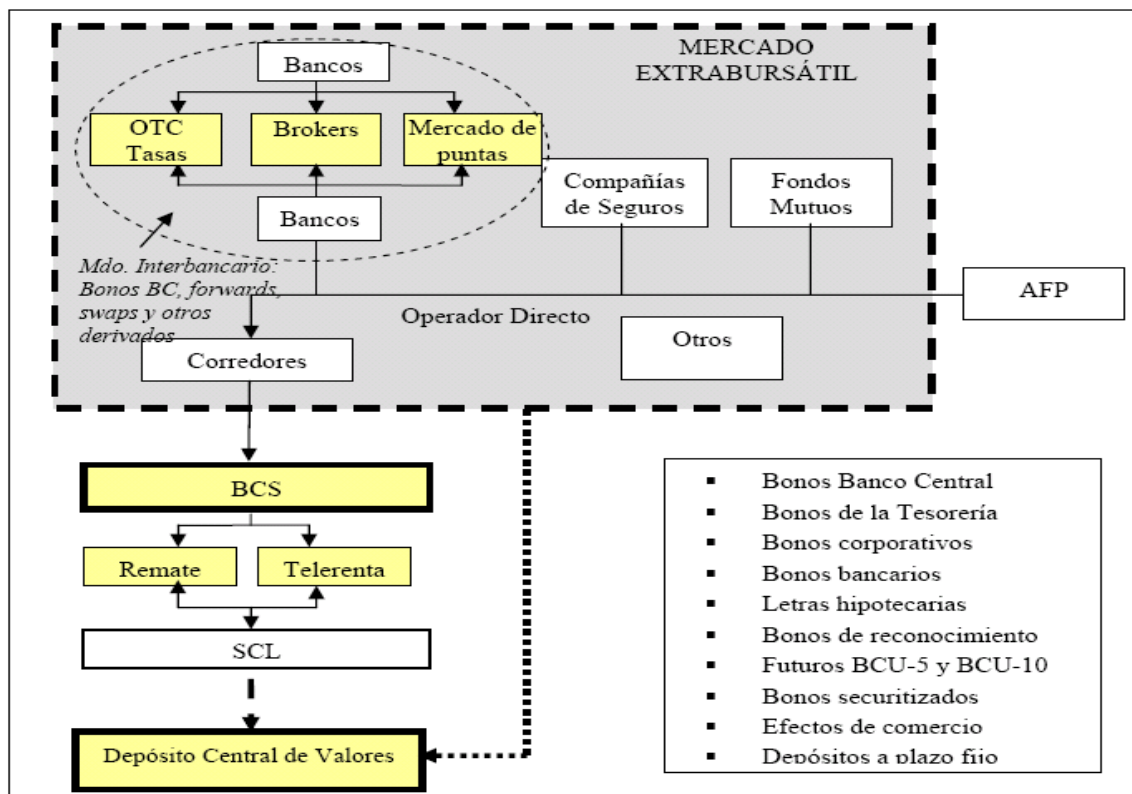 MERCADO
EXTRABURSÁTIL
Bancos
OTC
Tasas
Brokers
Mercado de
puntas
Bancos
Compañías
de Seguros
Fondos
Mutuos
Mdo. Interbancario:
Bonos BC, forwards,
swaps y otros
derivados
AFP
Operador Directo
Otros
Corredores
BCS
Remate
Telerenta
SCL
Depósito Central de Valores
▪ Bonos Banco Central
▪ Bonos de la Tesorería
▪ Bonos corporativos
▪ Bonos bancarios
▪ Letras hipotecarias
▪ Bonos de reconocimiento
▪ Futuros BCU-5 y BCU-10
▪ Bonos securitizados
▪ Efectos de comercio
▪ Depósitos a plazo fijo